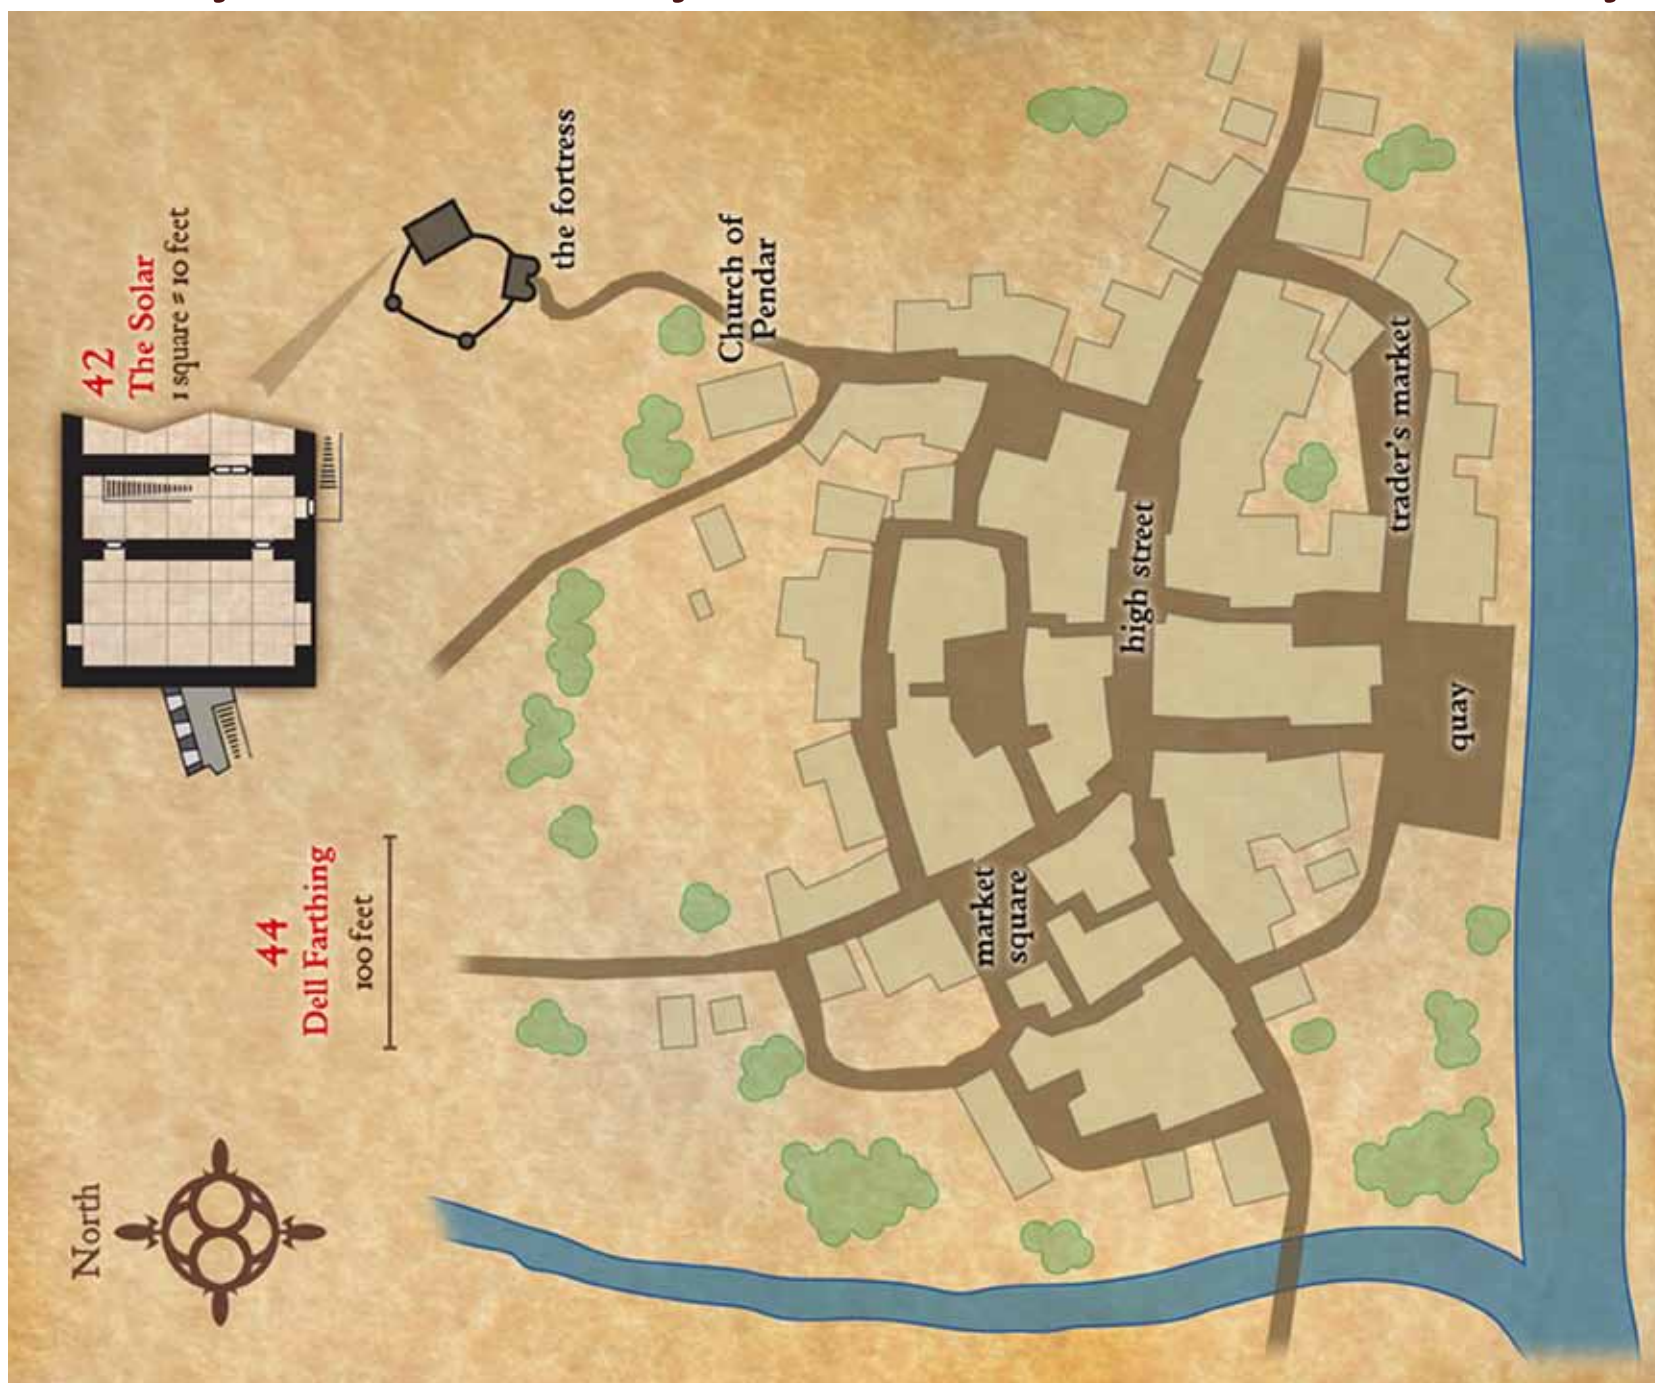 North
44
Dell Farthing
100 feet
42
The Solar
1 square = 10 feet
the fortress
Church of
Pendar
market
square
high street
trader's market
quay